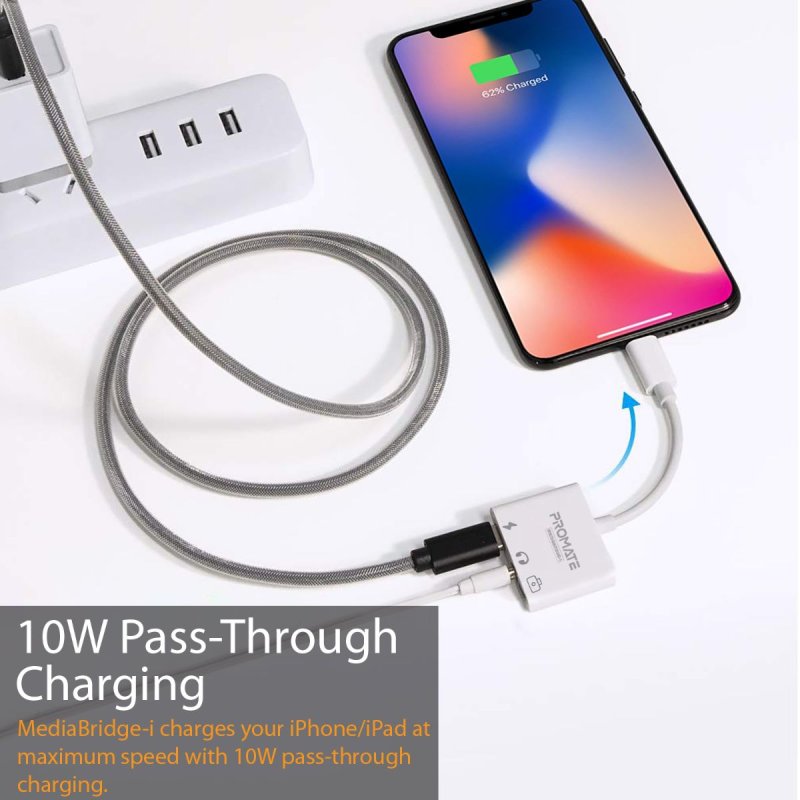 62% Charged
PROMATE
10W Pass-Through
Charging
MediaBridge-i charges your iPhone/iPad at
maximum speed with 10W pass-through
charging.